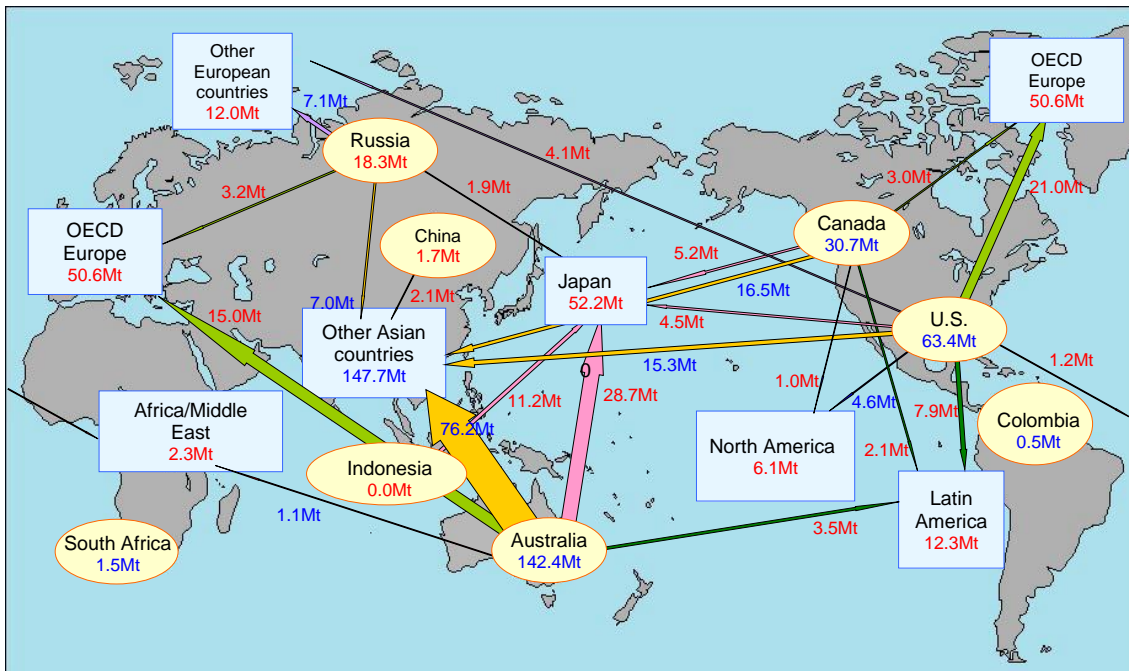 Other
European
countries
12.0Mt
7.1Mt
Russia
18.3Mt
OECD
Europe
50.6Mt
4.1Mt
3.0Mt
21.0Mt
3.2Mt
1.9Mt
OECD
Europe
50.6Mt
China
1.7Mt
Canada
30.7Mt
5.2Mt
Japan
52.2Mt
16.5Mt
7.0Mt
2.1Mt
15.0Mt
4.5Mt
U.S.
63.4Mt
Other Asian
countries
147.7Mt
15.3Mt
1.2Mt
0
11.2Mt
28.7Mt
1.0Mt
4.6Mt
7.9Mt
Africa/Middle
East
2.3Mt
76.2Mt
Colombia
0.5Mt
North America
6.1Mt
2.1Mt
Indonesia
0.0Mt
Latin
America
12.3Mt
1.1Mt
3.5Mt
South Africa
1.5Mt
Australia
142.4Mt